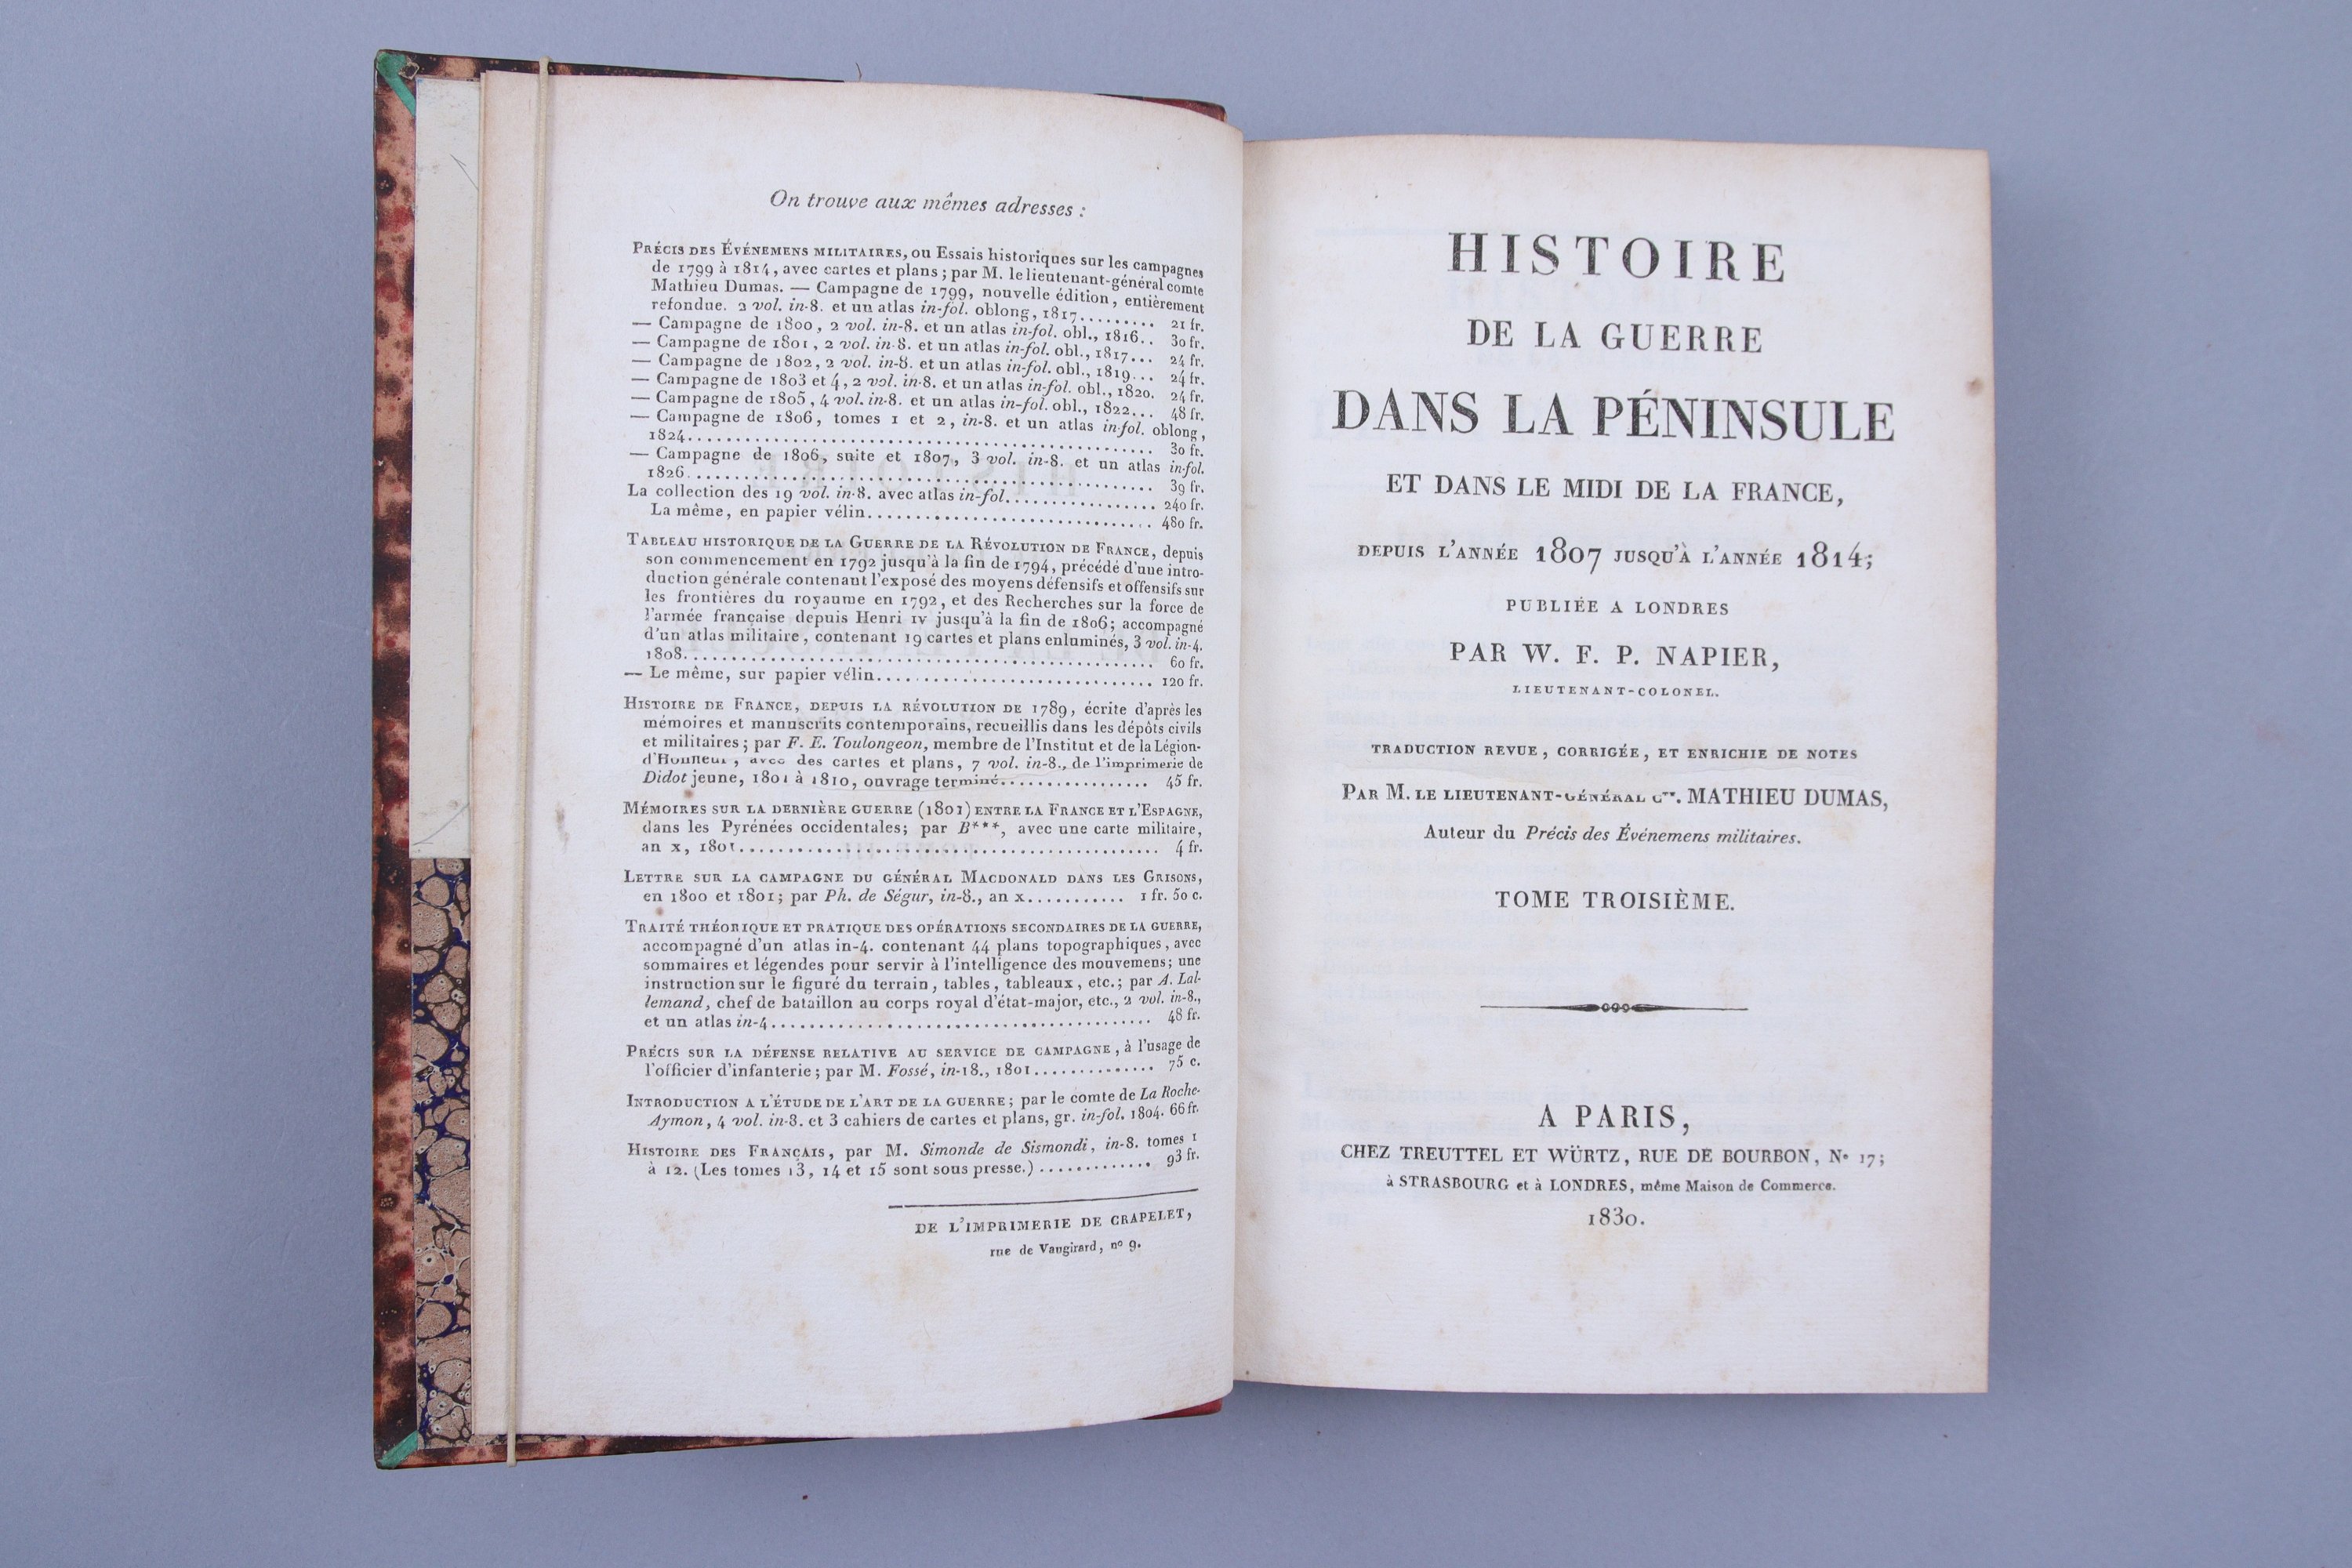 On trouve aux mêmes adresses :
PRÉCIS DES ÉVÉNEMENS MILITAIRES, ou Essais historiques sur les campagnes
de 1799 à 1814, avec cartes et plans ; par M. le lieutenant-général comte
Mathieu Dumas. — Campagne de 1799, nouvelle édition, entièrement
refondue. 2 vol. in-8. et un atlas in-fol. oblong, 1817......... 21 fr.
— Campagne de 1800, 2 vol. in-8. et un atlas in-fol. obl., 1816.. 30 fr.
— Campagne de 1801, 2 vol. in-8. et un atlas in-fol. obl., 1817... 24 fr.
— Campagne de 1802, 2 vol. in-8. et un atlas in-fol. obl., 1819... 24 fr.
— Campagne de 1803 et 4, 2 vol. in-8. et un atlas in-fol. obl., 1820. 24 fr.
— Campagne de 1805, 4 vol. in-8. et un atlas in-fol. obl., 1822... 48 fr.
— Campagne de 1806, tomes 1 et 2, in-8. et un atlas in-fol. oblong,
1824................................................ 30 fr.
— Campagne de 1806, suite et 1807, 3 vol. in-8. et un atlas in-fol.
1826................................................ 39 fr.
La collection des 19 vol. in-8. avec atlas in-fol................ 240 fr.
La même, en papier vélin.............................. 480 fr.
TABLEAU HISTORIQUE DE LA GUERRE DE LA RÉVOLUTION DE FRANCE, depuis
son commencement en 1792 jusqu'à la fin de 1794, précédé d'une intro-
duction générale contenant l'exposé des moyens défensifs et offensifs sur
les frontières du royaume en 1792, et des Recherches sur la force de
l'armée française depuis Henri IV jusqu'à la fin de 1806; accompagné
d'un atlas militaire, contenant 19 cartes et plans enluminés, 3 vol. in-4.
1808................................................ 60 fr.
— Le même, sur papier vélin............................. 120 fr.
HISTOIRE DE FRANCE, DEPUIS LA RÉVOLUTION DE 1789, écrite d'après les
mémoires et manuscrits contemporains, recueillis dans les dépôts civils
et militaires ; par F. E. Toulongeon, membre de l'Institut et de la Légion-
d'Honneur, avec des cartes et plans, 7 vol. in-8., de l'imprimerie de
Didot jeune, 1801 à 1810, ouvrage terminé................ 45 fr.
MÉMOIRES SUR LA DERNIÈRE GUERRE (1801) ENTRE LA FRANCE ET L'ESPAGNE,
dans les Pyrénées occidentales; par B***, avec une carte militaire,
an X, 1801............................................ 4 fr.
LETTRE SUR LA CAMPAGNE DU GÉNÉRAL MACDONALD DANS LES GRISONS,
en 1800 et 1801; par Ph. de Ségur, in-8., an X........... 1 fr. 50 c.
TRAITÉ THÉORIQUE ET PRATIQUE DES OPÉRATIONS SECONDAIRES DE LA GUERRE,
accompagné d'un atlas in-4. contenant 44 plans topographiques, avec
sommaires et légendes pour servir à l'intelligence des mouvemens; une
instruction sur le figuré du terrain, tables, tableaux, etc.; par A. Lal-
lemand, chef de bataillon au corps royal d'état-major, etc., 2 vol. in-8.,
et un atlas in-4....................................... 48 fr.
PRÉCIS SUR LA DÉFENSE RELATIVE AU SERVICE DE CAMPAGNE, à l'usage de
l'officier d'infanterie ; par M. Fossé, in-18., 1801............. 75 c.
INTRODUCTION A L'ÉTUDE DE L'ART DE LA GUERRE; par le comte de La Roche-
Aymon, 4 vol. in-8. et 3 cahiers de cartes et plans, gr. in-fol. 1804. 66 fr.
HISTOIRE DES FRANÇAIS, par M. Simonde de Sismondi, in-8. tomes 1
à 12. (Les tomes 13, 14 et 15 sont sous presse.)............ 93 fr.
DE L'IMPRIMERIE DE CRAPELET,
rue de Vaugirard, n° 9.
HISTOIRE
DE LA GUERRE
DANS LA PÉNINSULE
ET DANS LE MIDI DE LA FRANCE,
DEPUIS L'ANNÉE 1807 JUSQU'À L'ANNÉE 1814;
PUBLIÉE A LONDRES
PAR W. F. P. NAPIER,
LIEUTENANT-COLONEL.
TRADUCTION REVUE, CORRIGÉE, ET ENRICHIE DE NOTES
PAR M. LE LIEUTENANT-GÉNÉRAL Cte. MATHIEU DUMAS,
Auteur du Précis des Événemens militaires.
TOME TROISIÈME.
A PARIS,
CHEZ TREUTTEL ET WÜRTZ, RUE DE BOURBON, N° 17;
à STRASBOURG et à LONDRES, même Maison de Commerce.
1830.